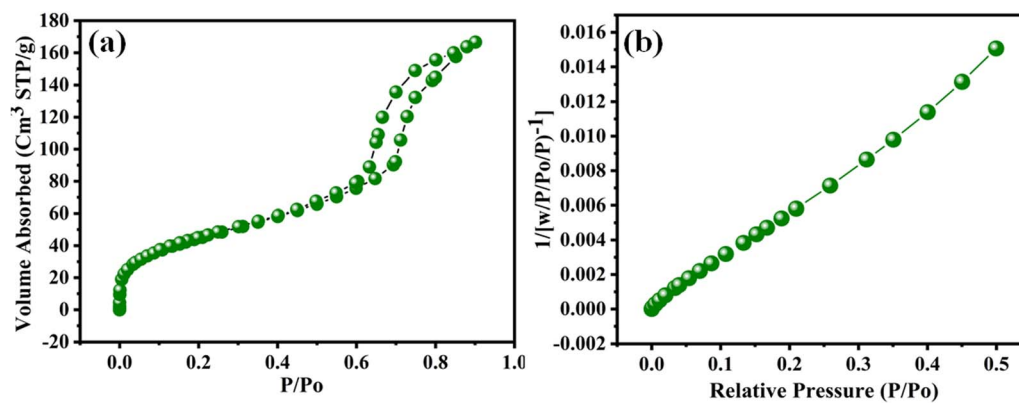 (a)
Volume Absorbed (Cm³ STP/g)
180
160
140
120
100
80
60
40
20
0
-20
0.0 0.2 0.4 0.6 0.8 1.0
P/Po
(b)
1/[w/P/Po/P)⁻¹]
0.016
0.014
0.012
0.010
0.008
0.006
0.004
0.002
0.000
-0.002
0.0 0.1 0.2 0.3 0.4 0.5
Relative Pressure (P/Po)